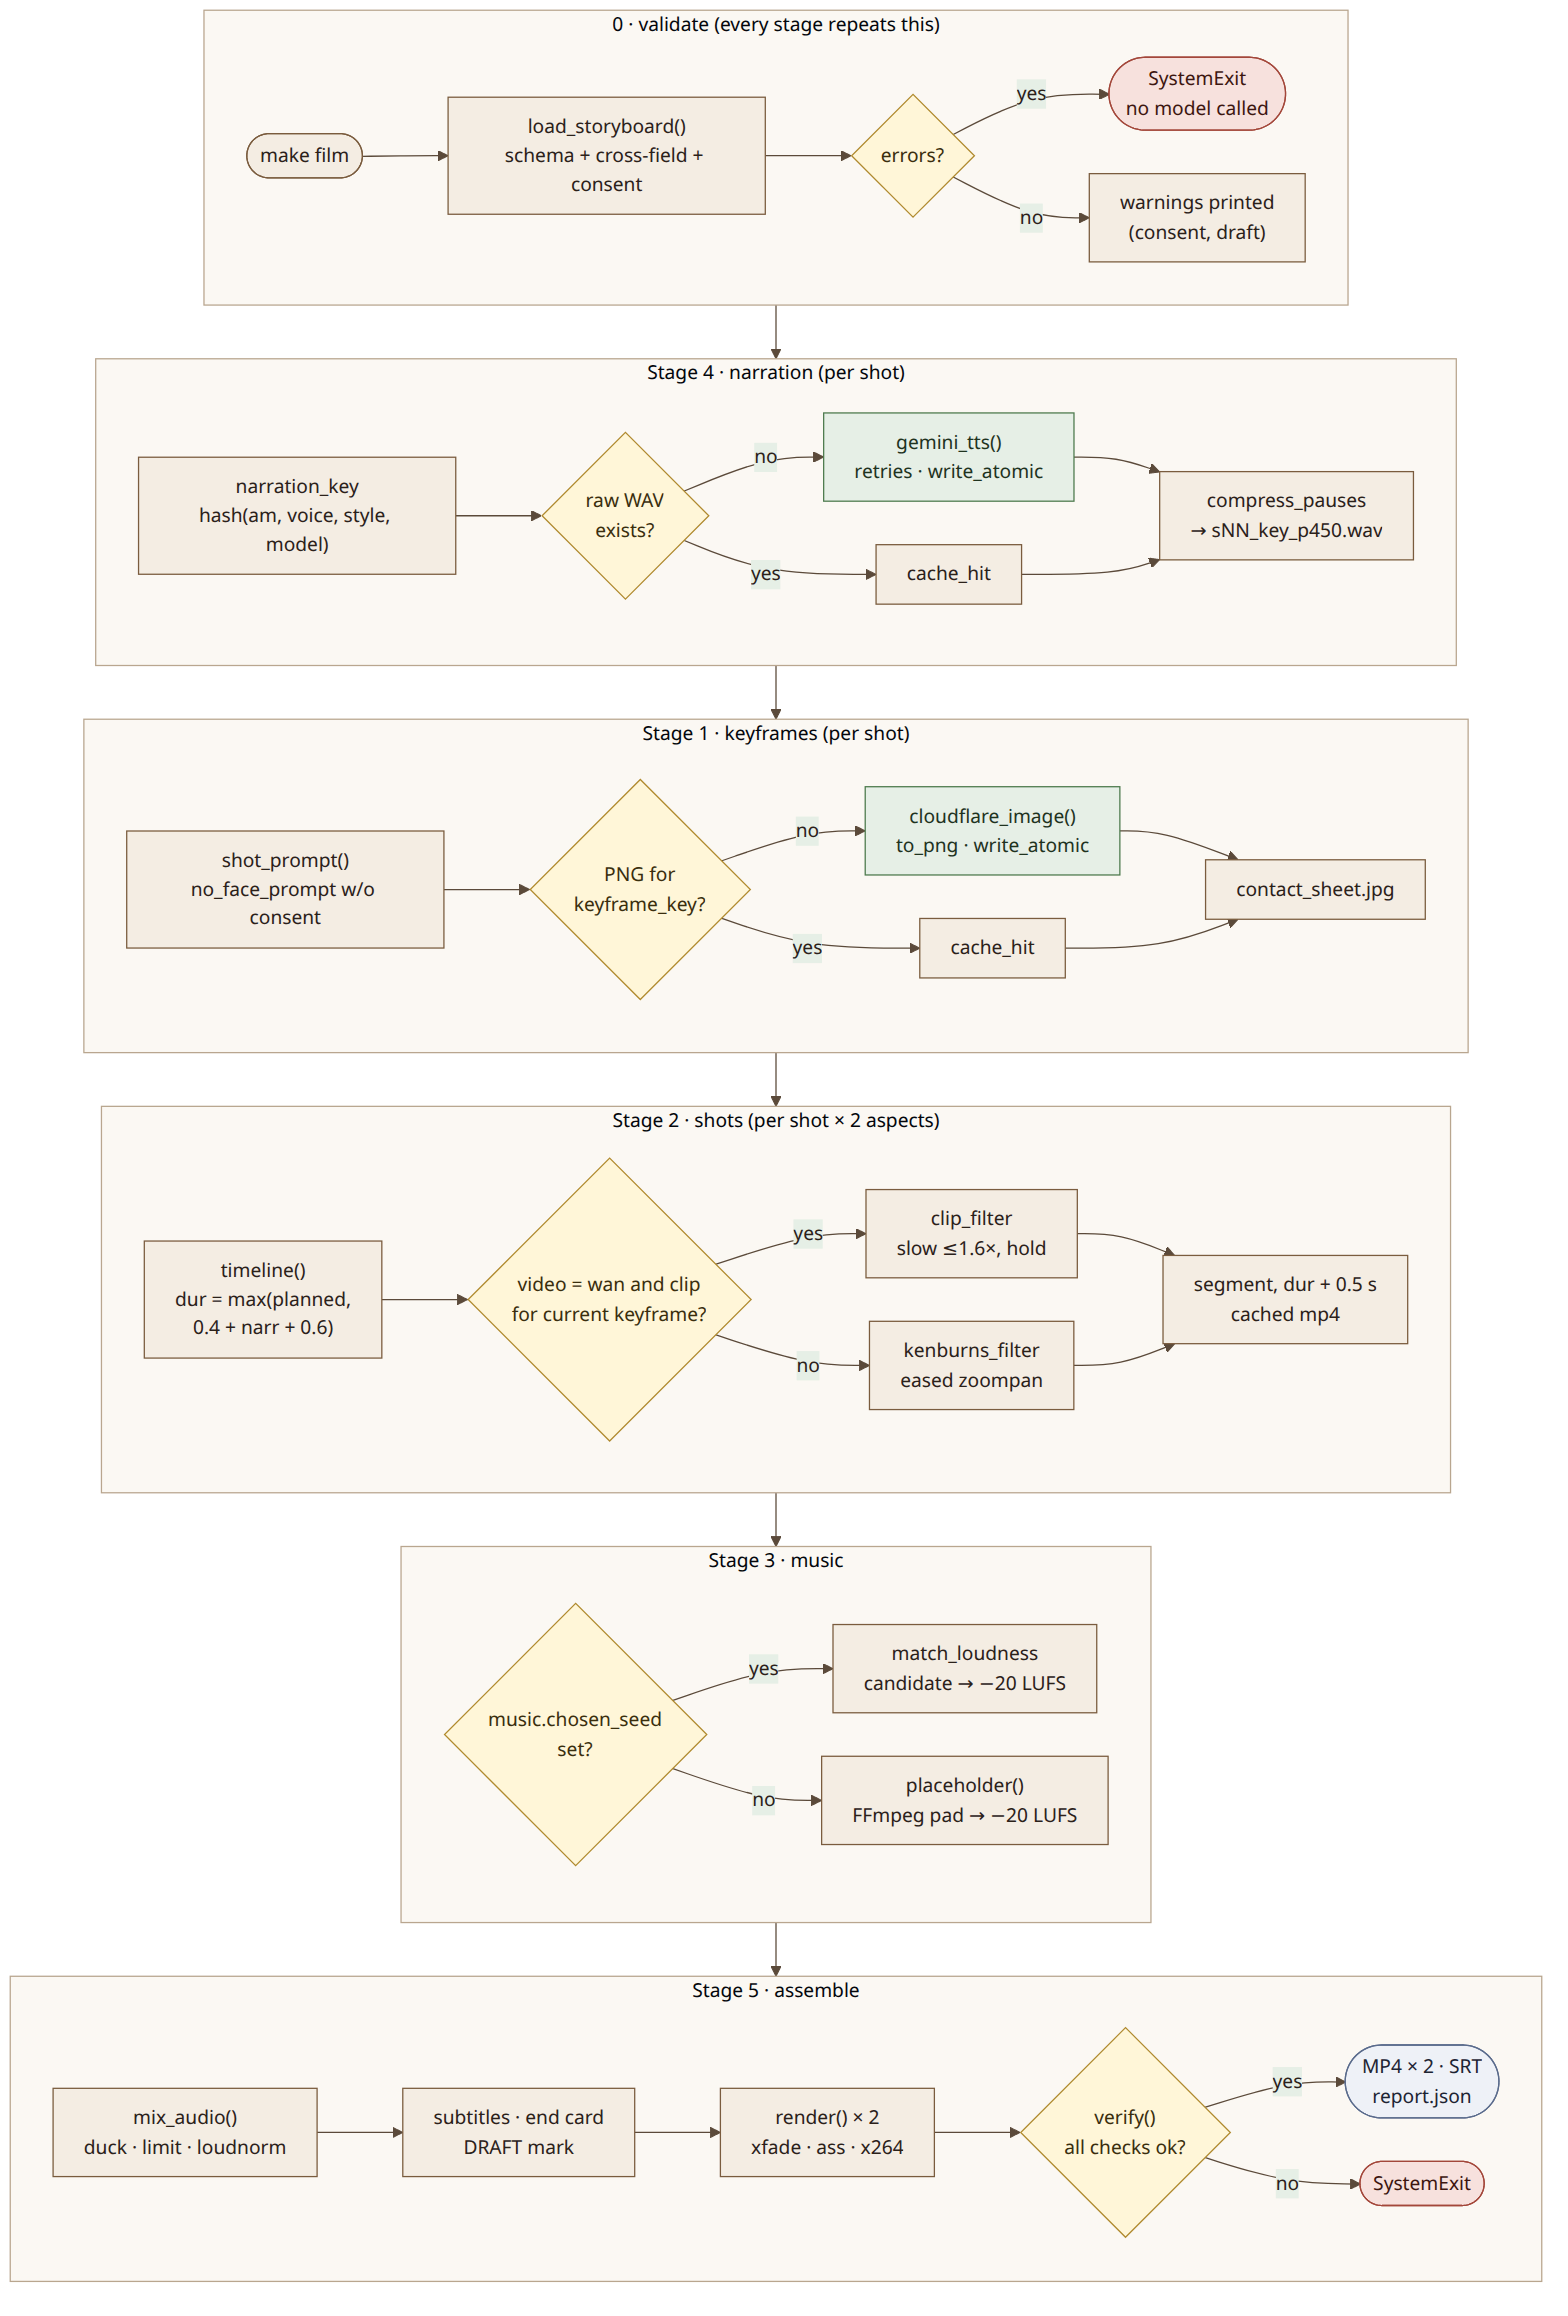 0 · validate (every stage repeats this)
make film
load_storyboard()
schema + cross-field +
consent
errors?
yes
SystemExit
no model called
no
warnings printed
(consent, draft)
Stage 4 · narration (per shot)
narration_key
hash(am, voice, style,
model)
raw WAV
exists?
no
gemini_tts()
retries · write_atomic
yes
cache_hit
compress_pauses
→ sNN_key_p450.wav
Stage 1 · keyframes (per shot)
shot_prompt()
no_face_prompt w/o
consent
PNG for
keyframe_key?
no
cloudflare_image()
to_png · write_atomic
yes
cache_hit
contact_sheet.jpg
Stage 2 · shots (per shot × 2 aspects)
timeline()
dur = max(planned,
0.4 + narr + 0.6)
video = wan and clip
for current keyframe?
yes
clip_filter
slow ≤1.6×, hold
no
kenburns_filter
eased zoompan
segment, dur + 0.5 s
cached mp4
Stage 3 · music
music.chosen_seed
set?
yes
match_loudness
candidate → −20 LUFS
no
placeholder()
FFmpeg pad → −20 LUFS
Stage 5 · assemble
mix_audio()
duck · limit · loudnorm
subtitles · end card
DRAFT mark
render() × 2
xfade · ass · x264
verify()
all checks ok?
yes
MP4 × 2 · SRT
report.json
no
SystemExit